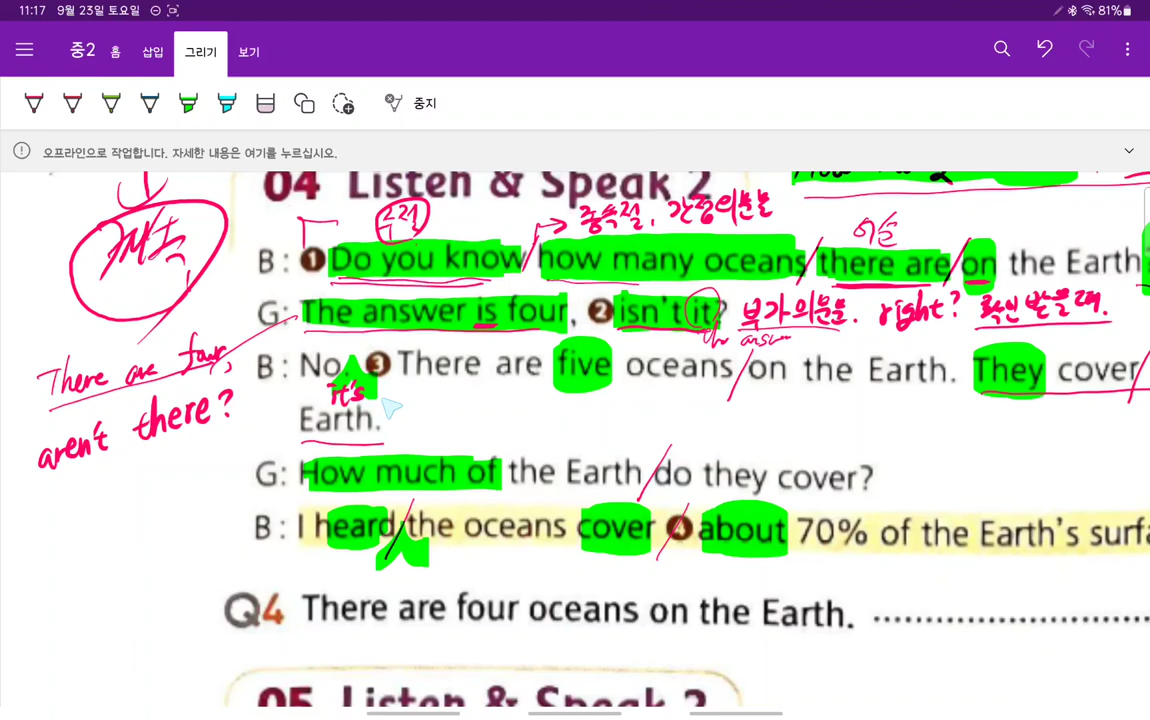 11:17 9월 23일 토요일 81%
중2 홈 삽입 그리기 보기
중지
오프라인으로 작업합니다. 자세한 내용은 여기를 누르십시오.
04 Listen & Speak 2
주절 종속절, 간접의문문
B: ❶ Do you know how many oceans there are on the Earth
G: The answer is four, ❷ isn't it? 부가의문문. right? 확인 받을 때.
the answer
B: No. ❸ There are five oceans on the Earth. They cover
it's
Earth.
There are four,
aren't there?
G: How much of the Earth do they cover?
B: I heard the oceans cover ❹ about 70% of the Earth's surfa
Q4 There are four oceans on the Earth.
05 Listen & Speak 2